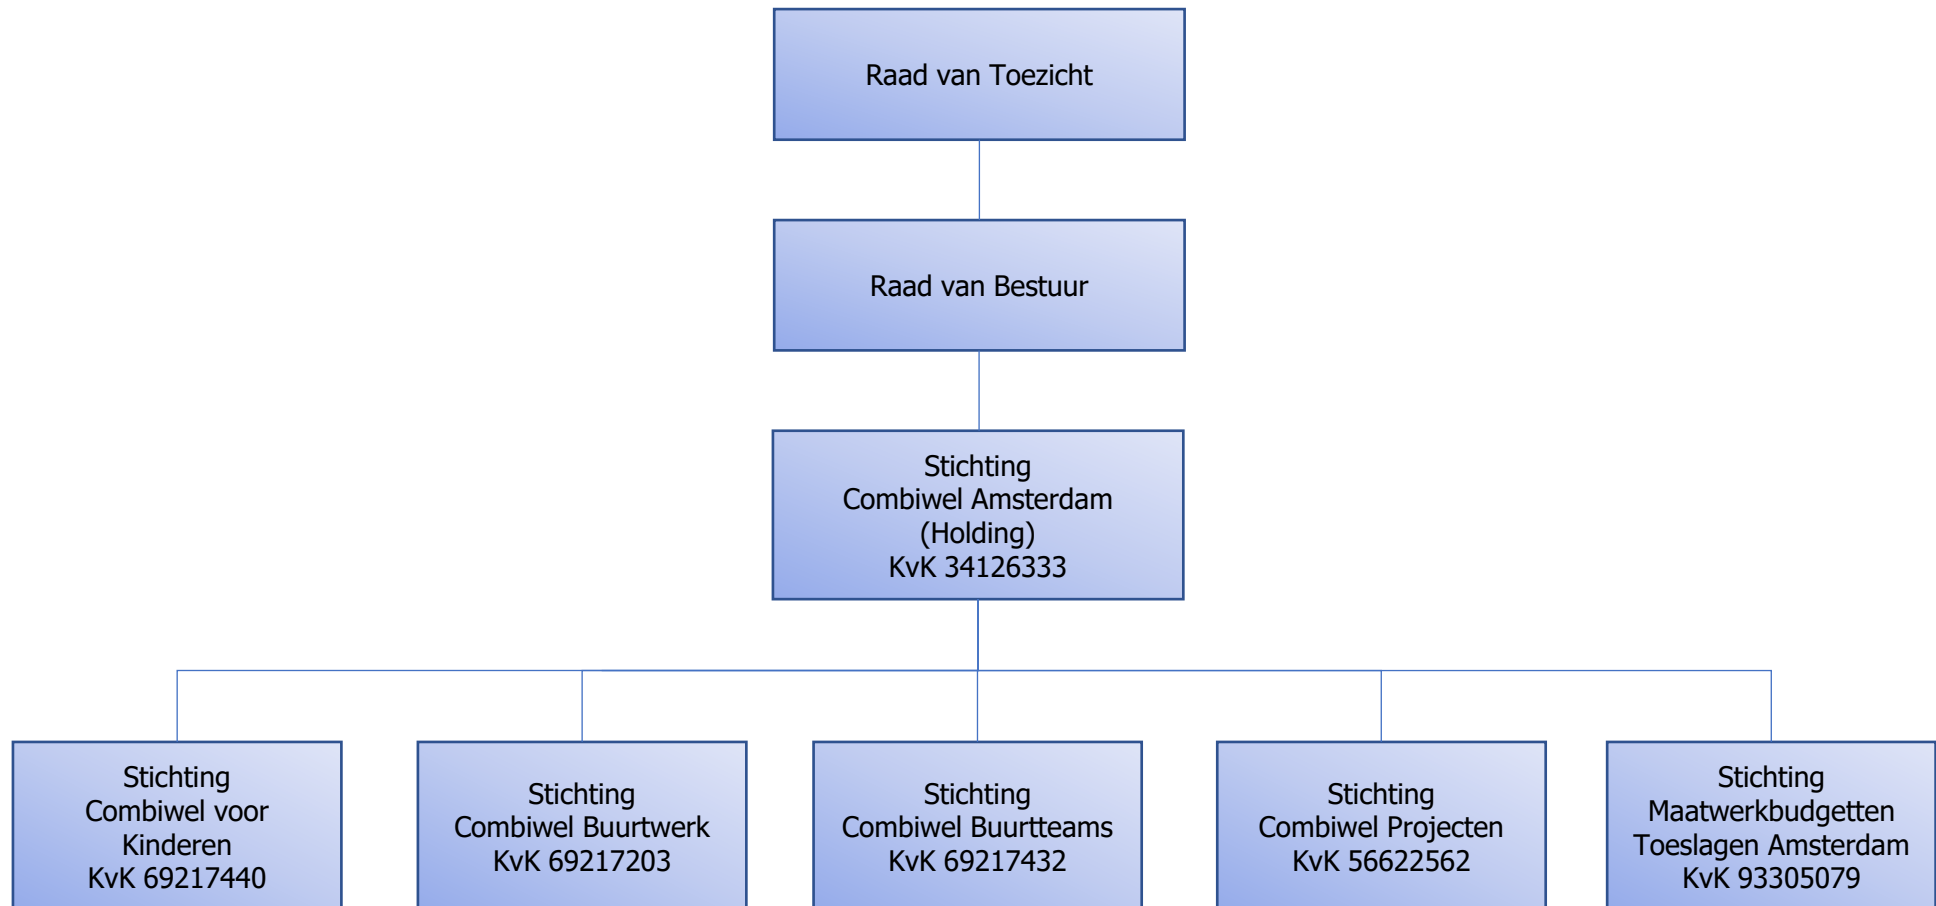 Raad van Toezicht
Raad van Bestuur
Stichting
Combiwel Amsterdam
(Holding)
KvK 34126333
Stichting
Combiwel voor
Kinderen
KvK 69217440
Stichting
Combiwel Buurtwerk
KvK 69217203
Stichting
Combiwel Buurtteams
KvK 69217432
Stichting
Combiwel Projecten
KvK 56622562
Stichting
Maatwerkbudgetten
Toeslagen Amsterdam
KvK 93305079